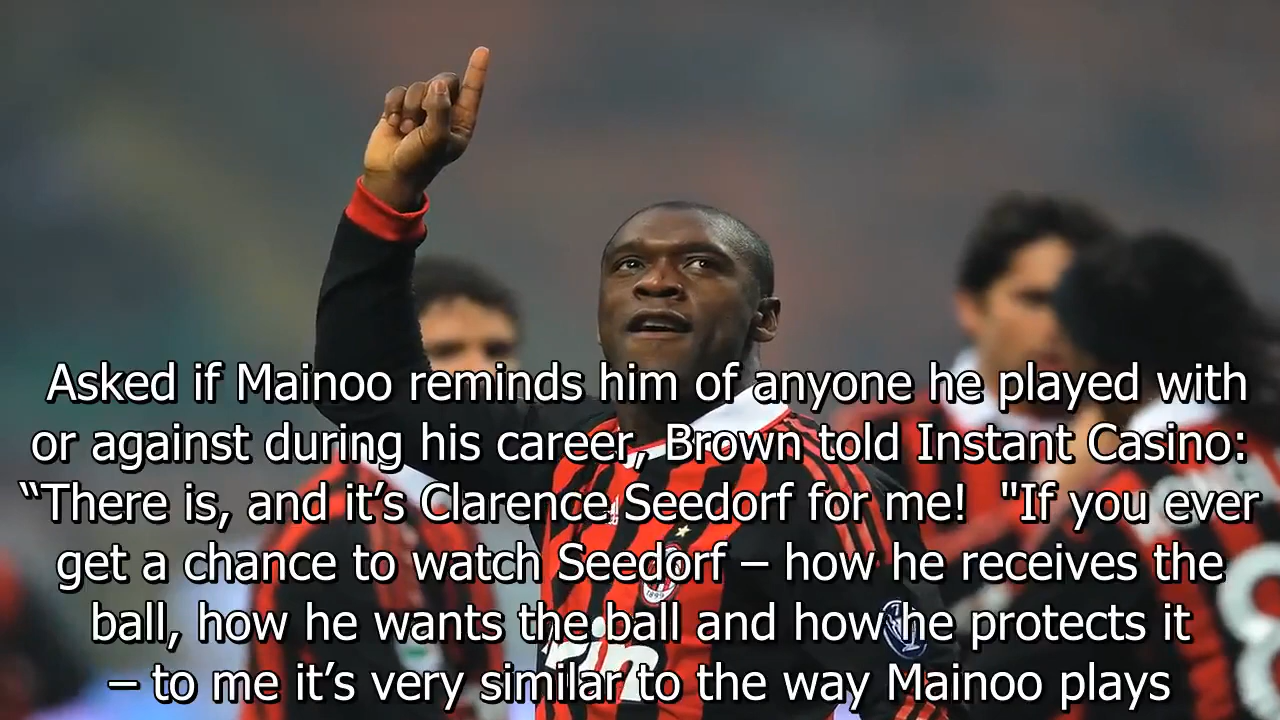 Asked if Mainoo reminds him of anyone he played with
or against during his career, Brown told Instant Casino:
“There is, and it’s Clarence Seedorf for me!  "If you ever
get a chance to watch Seedorf – how he receives the
ball, how he wants the ball and how he protects it
– to me it’s very similar to the way Mainoo plays
1899
8